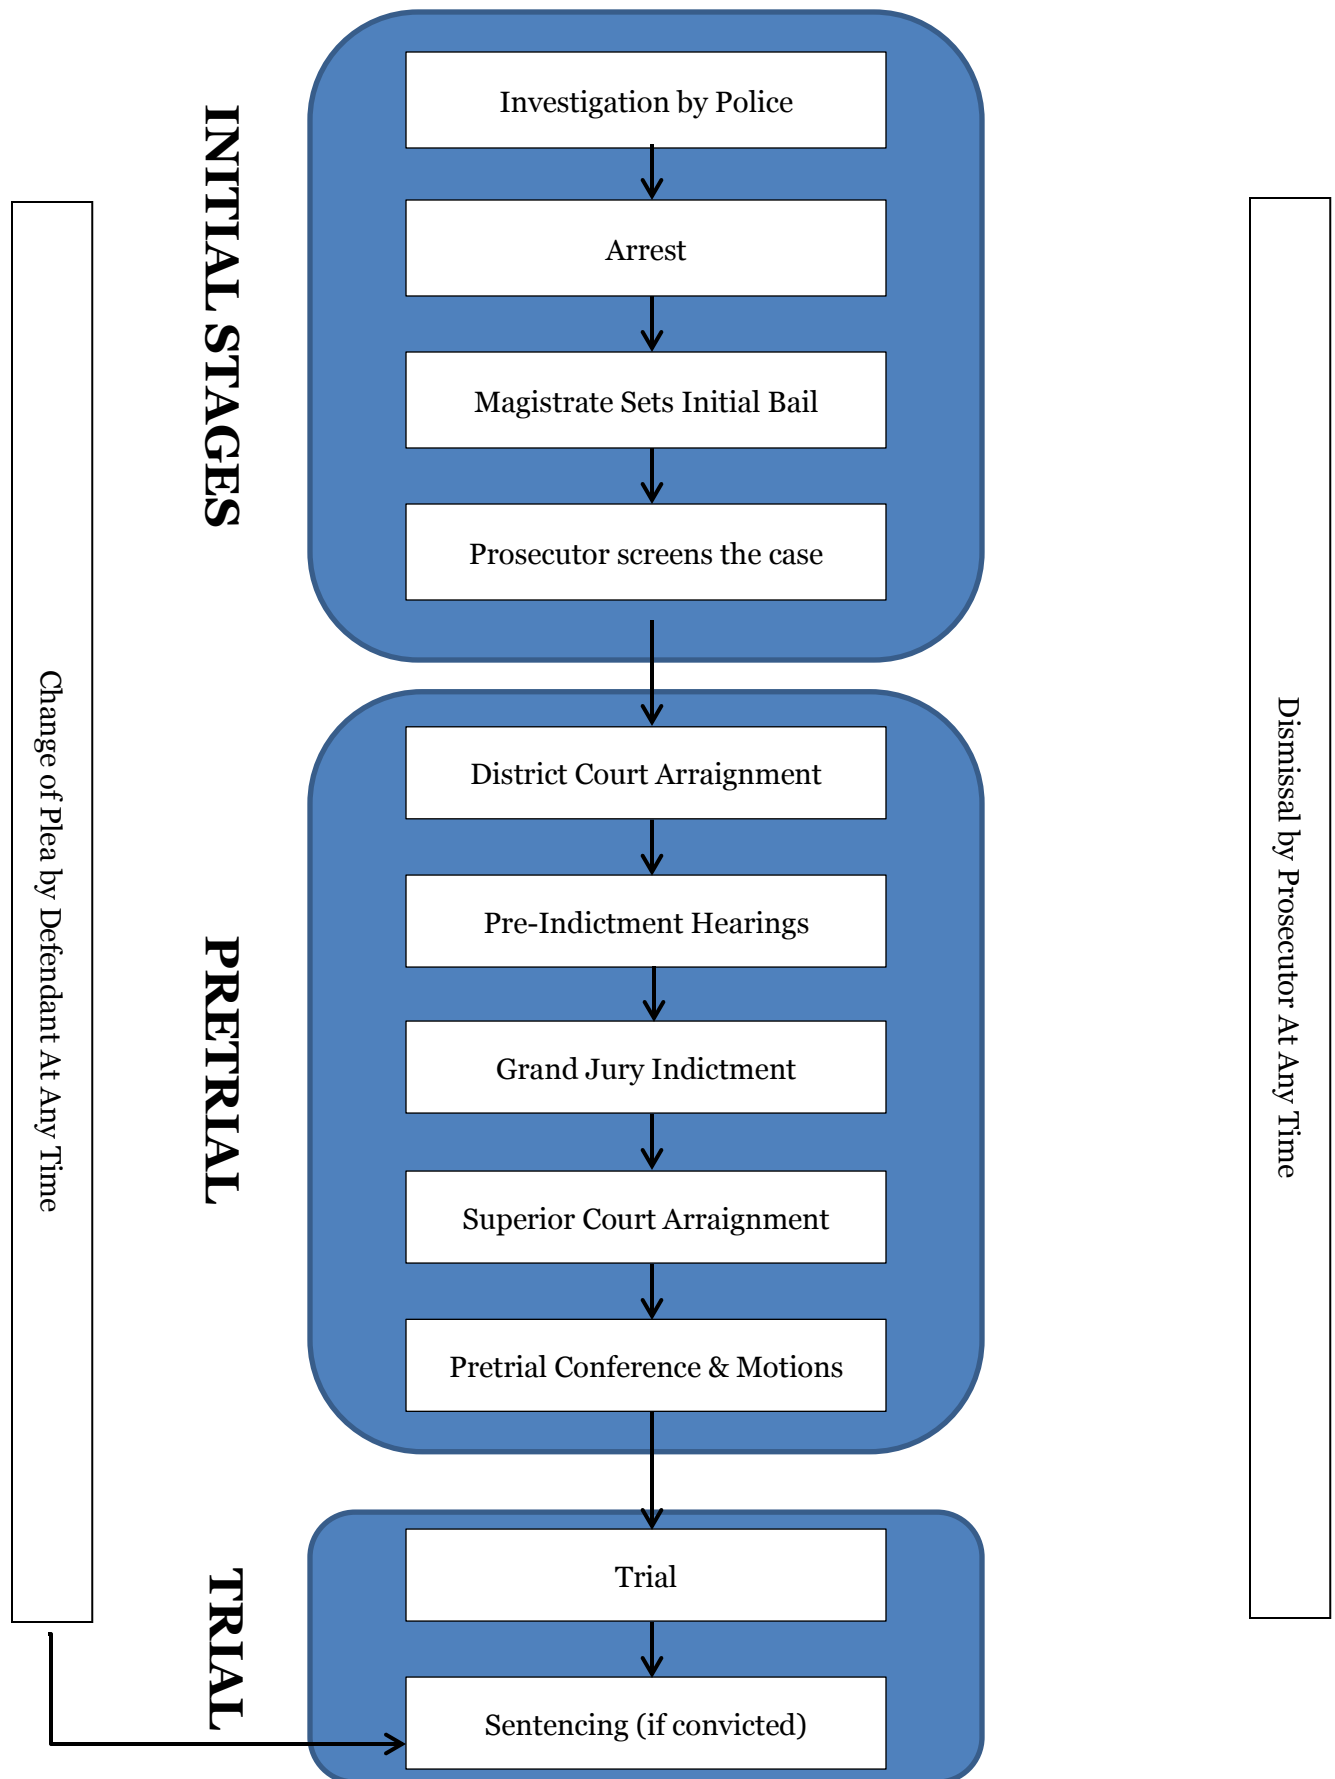 INITIAL STAGES
Investigation by Police
Arrest
Magistrate Sets Initial Bail
Prosecutor screens the case
Change of Plea by Defendant At Any Time
Dismissal by Prosecutor At Any Time
PRETRIAL
District Court Arraignment
Pre-Indictment Hearings
Grand Jury Indictment
Superior Court Arraignment
Pretrial Conference & Motions
TRIAL
Trial
Sentencing (if convicted)